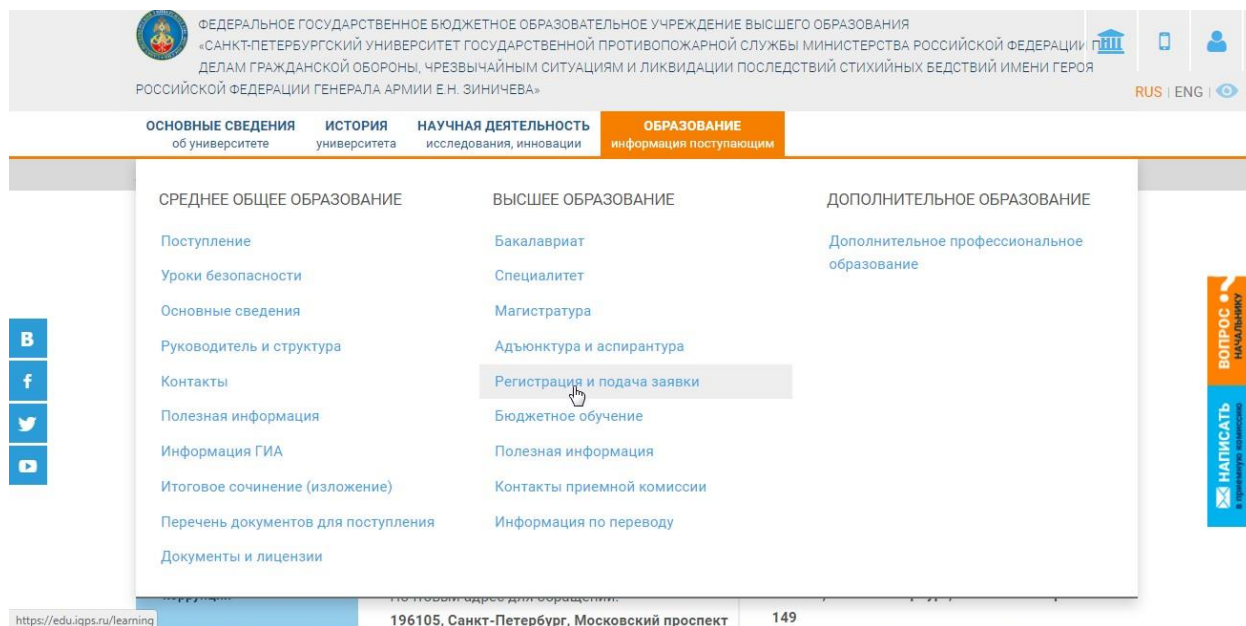 ФЕДЕРАЛЬНОЕ ГОСУДАРСТВЕННОЕ БЮДЖЕТНОЕ ОБРАЗОВАТЕЛЬНОЕ УЧРЕЖДЕНИЕ ВЫСШЕГО ОБРАЗОВАНИЯ
«САНКТ-ПЕТЕРБУРГСКИЙ УНИВЕРСИТЕТ ГОСУДАРСТВЕННОЙ ПРОТИВОПОЖАРНОЙ СЛУЖБЫ МИНИСТЕРСТВА РОССИЙСКОЙ ФЕДЕРАЦИИ
ДЕЛАМ ГРАЖДАНСКОЙ ОБОРОНЫ, ЧРЕЗВЫЧАЙНЫМ СИТУАЦИЯМ И ЛИКВИДАЦИИ ПОСЛЕДСТВИЙ СТИХИЙНЫХ БЕДСТВИЙ ИМЕНИ ГЕРОЯ
РОССИЙСКОЙ ФЕДЕРАЦИИ ГЕНЕРАЛА АРМИИ Е.Н. ЗИНИЧЕВА»
RUS | ENG |
ОСНОВНЫЕ СВЕДЕНИЯ
об университете
ИСТОРИЯ
университета
НАУЧНАЯ ДЕЯТЕЛЬНОСТЬ
исследования, инновации
ОБРАЗОВАНИЕ
информация поступающим
СРЕДНЕЕ ОБЩЕЕ ОБРАЗОВАНИЕ
Поступление
Уроки безопасности
Основные сведения
Руководитель и структура
Контакты
Полезная информация
Информация ГИА
Итоговое сочинение (изложение)
Перечень документов для поступления
Документы и лицензии
ВЫСШЕЕ ОБРАЗОВАНИЕ
Бакалавриат
Специалитет
Магистратура
Адъюнктура и аспирантура
Регистрация и подача заявки
Бюджетное обучение
Полезная информация
Контакты приемной комиссии
Информация по переводу
ДОПОЛНИТЕЛЬНОЕ ОБРАЗОВАНИЕ
Дополнительное профессиональное
образование
ВОПРОС
НАЧАЛЬНИКУ
НАПИСАТЬ
в приемную комиссию
196105, Санкт-Петербург, Московский проспект
149
https://edu.igps.ru/learning